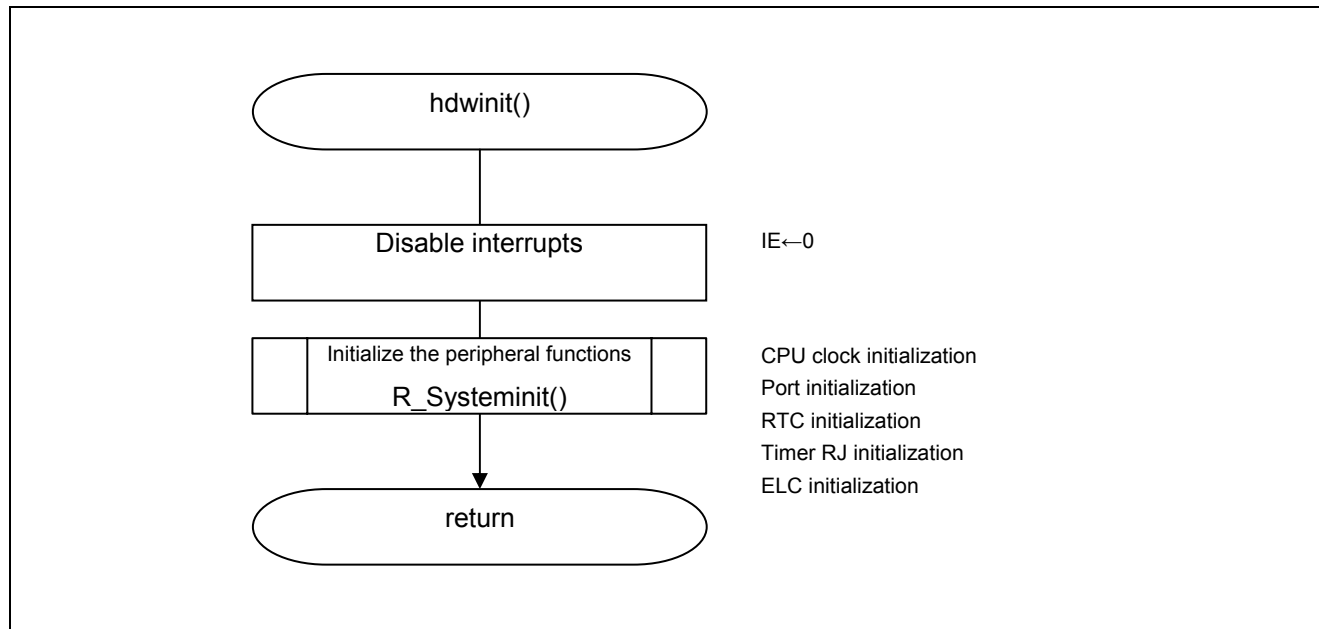 hdwinit()
Disable interrupts
IE←0
Initialize the peripheral functions
R_Systeminit()
CPU clock initialization
Port initialization
RTC initialization
Timer RJ initialization
ELC initialization
return